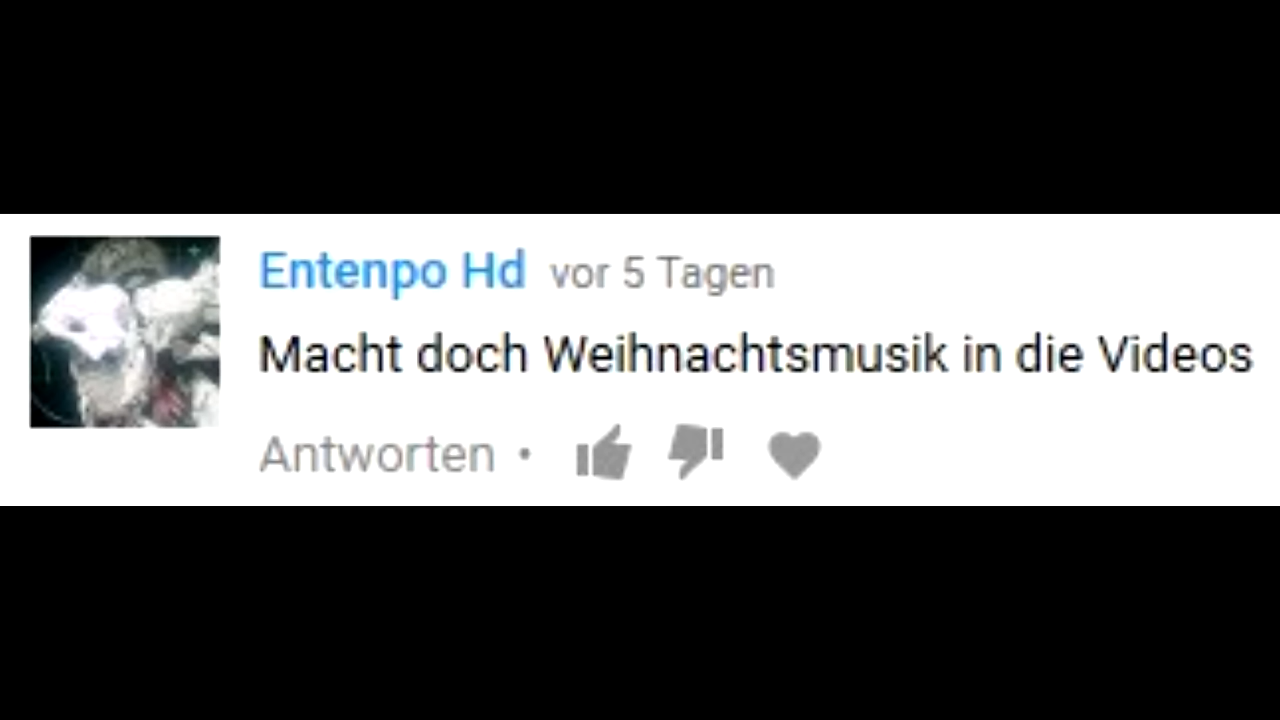 Entenpo Hd vor 5 Tagen
Macht doch Weihnachtsmusik in die Videos
Antworten •